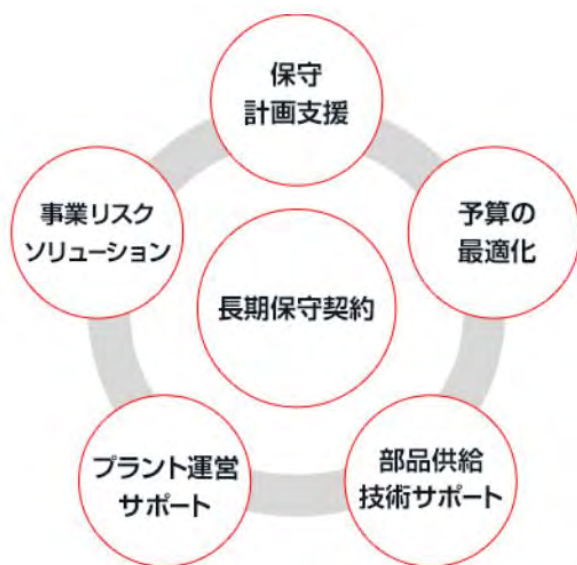 保守
計画支援
予算の
最適化
部品供給
技術サポート
プラント運営
サポート
事業リスク
ソリューション
長期保守契約